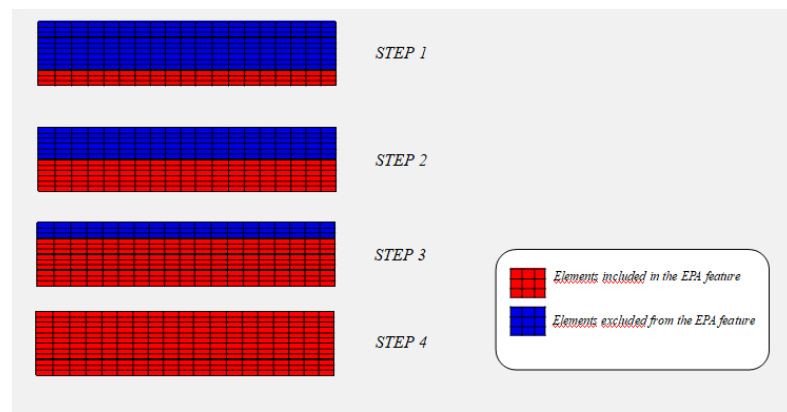 STEP 1
STEP 2
STEP 3
Elements included in the EPA feature
Elements excluded from the EPA feature
STEP 4